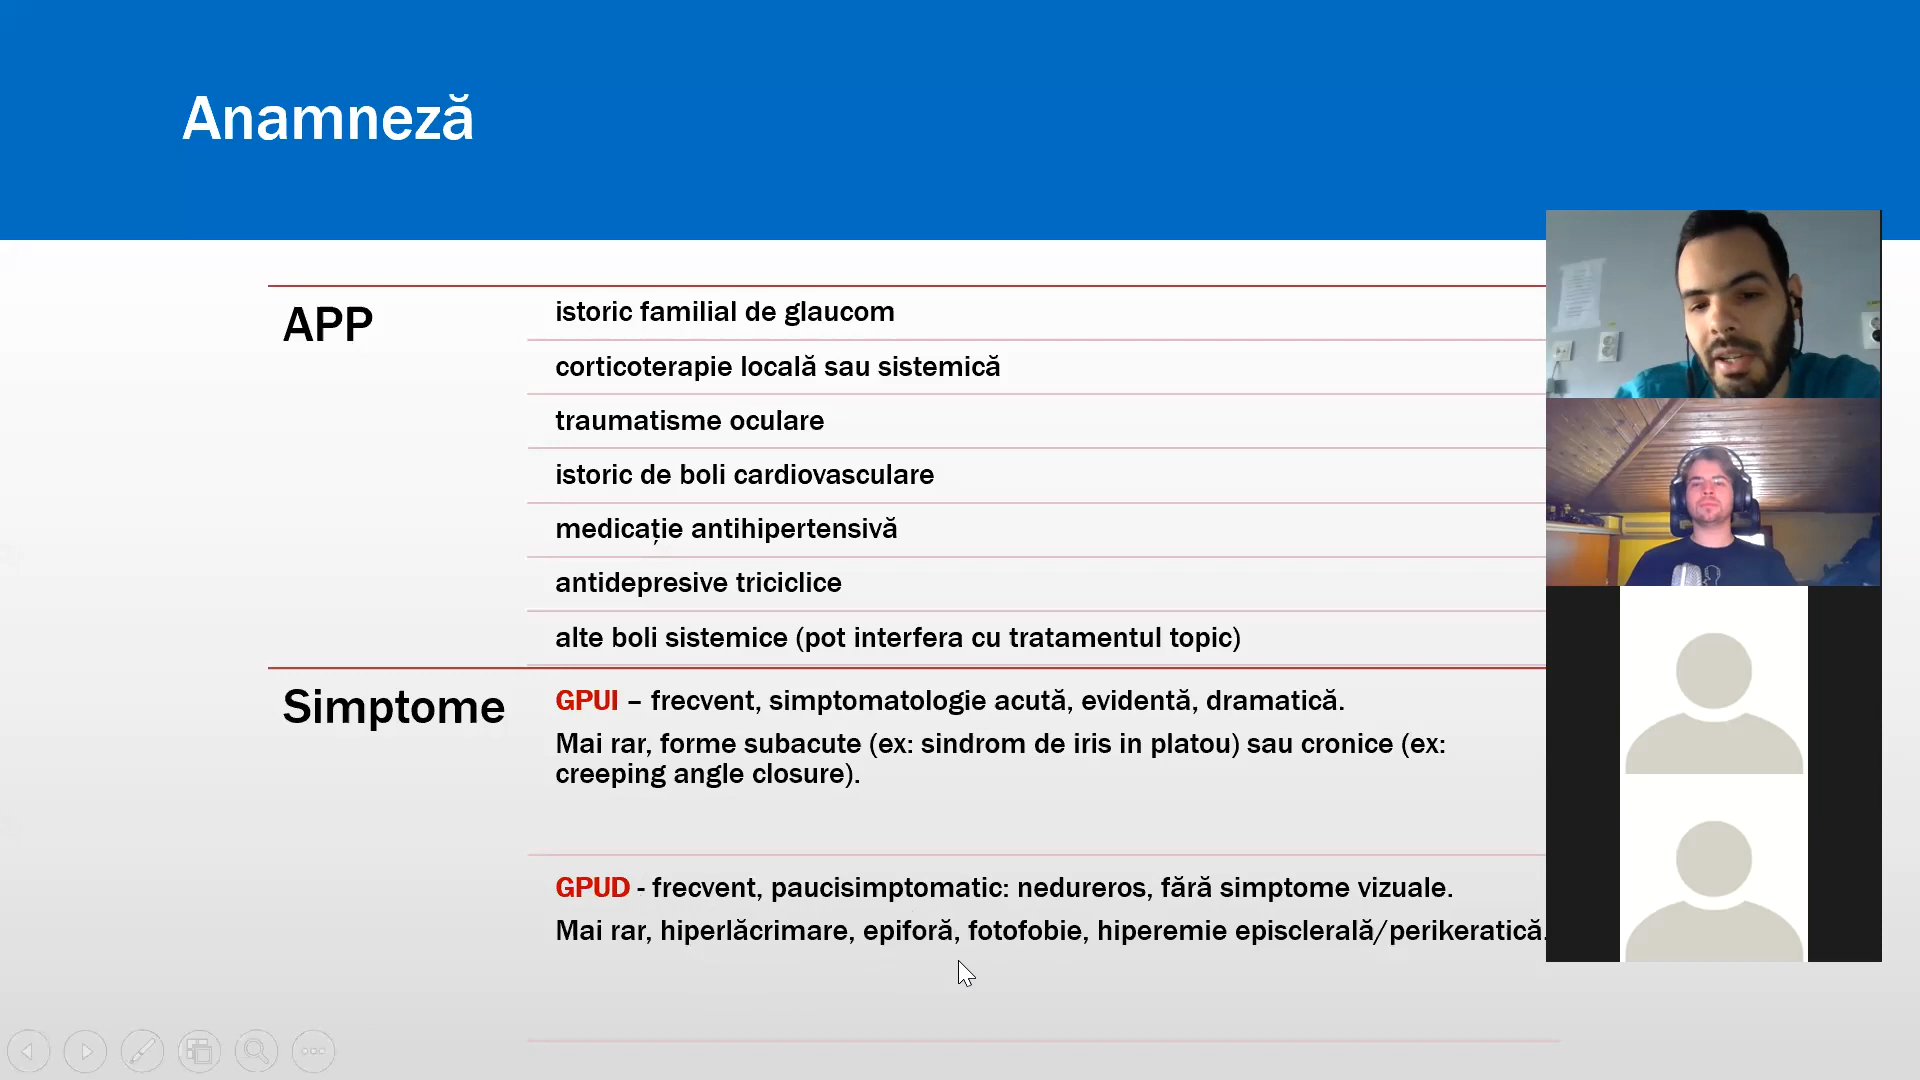 Anamneză
APP
istoric familial de glaucom
corticoterapie locală sau sistemică
traumatisme oculare
istoric de boli cardiovasculare
medicație antihipertensivă
antidepresive triciclice
alte boli sistemice (pot interfera cu tratamentul topic)
Simptome
GPUI – frecvent, simptomatologie acută, evidentă, dramatică.
Mai rar, forme subacute (ex: sindrom de iris in platou) sau cronice (ex:
creeping angle closure).
GPUD - frecvent, paucisimptomatic: nedureros, fără simptome vizuale.
Mai rar, hiperlăcrimare, epiforă, fotofobie, hiperemie episclerală/perikeratică.